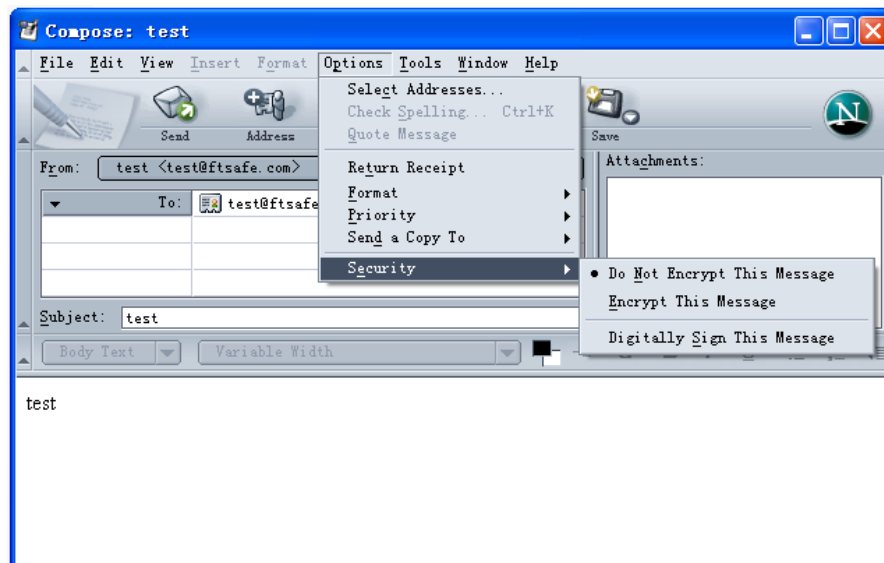 Compose: test
File Edit View Insert Format Options Tools Window Help
Select Addresses...
Check Spelling... Ctrl+K
Quote Message
Return Receipt
Format
Priority
Send a Copy To
Security
Do Not Encrypt This Message
Encrypt This Message
Digitally Sign This Message
Send Address Save
N
From: test <test@ftsafe.com>
Attachments:
To: test@ftsafe
Subject: test
Body Text Variable Width
test